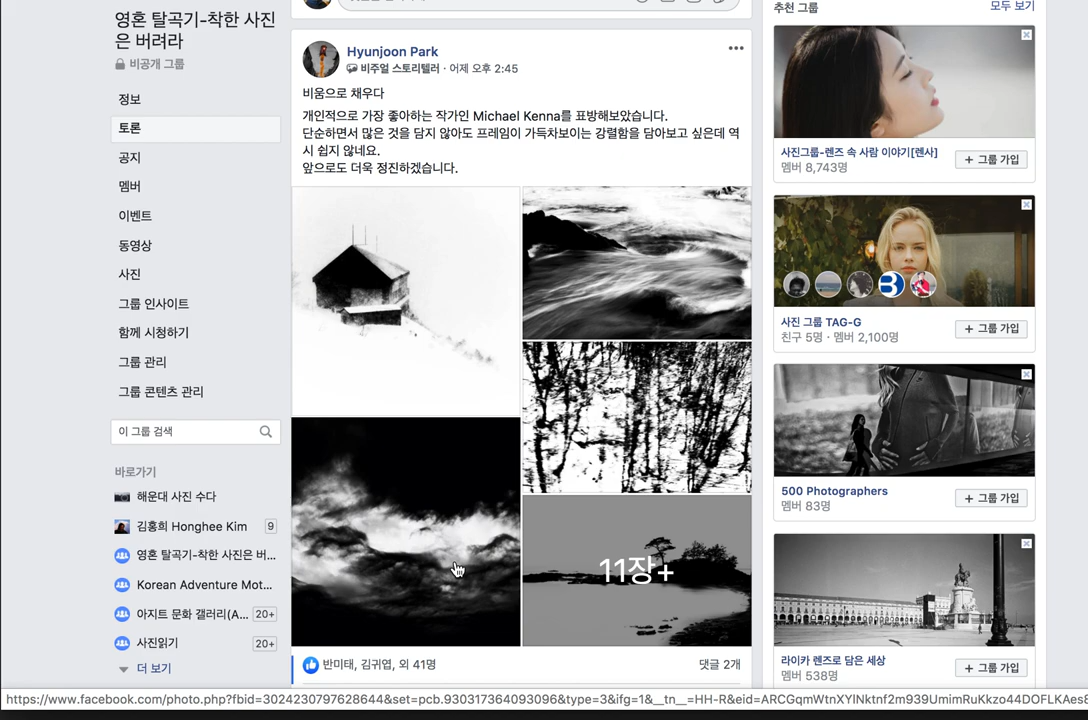 영혼 탈곡기-착한 사진
은 버려라
비공개 그룹
정보
토론
공지
멤버
이벤트
동영상
사진
그룹 인사이트
함께 시청하기
그룹 관리
그룹 콘텐츠 관리
이 그룹 검색
바로가기
해운대 사진 수다
김홍희 Honghee Kim 9
영혼 탈곡기-착한 사진은 버...
Korean Adventure Mot...
아지트 문화 갤러리(A... 20+
사진읽기 20+
더 보기
Hyunjoon Park
비주얼 스토리텔러 · 어제 오후 2:45
비움으로 채우다
개인적으로 가장 좋아하는 작가인 Michael Kenna를 표방해보았습니다.
단순하면서 많은 것을 담지 않아도 프레임이 가득차보이는 강렬함을 담아보고 싶은데 역
시 쉽지 않네요.
앞으로도 더욱 정진하겠습니다.
11장+
반미태, 김귀엽, 외 41명
댓글 2개
추천 그룹
모두 보기
사진그룹-렌즈 속 사람 이야기[렌사]
멤버 8,743명
+ 그룹 가입
사진 그룹 TAG-G
친구 5명 · 멤버 2,100명
+ 그룹 가입
500 Photographers
멤버 83명
+ 그룹 가입
라이카 렌즈로 담은 세상
멤버 538명
+ 그룹 가입
https://www.facebook.com/photo.php?fbid=3024230797628644&set=pcb.930317364093096&type=3&ifg=1&__tn__=HH-R&eid=ARCGqmWtnXYlNktnf2m939UmimRuKkzo44DOFLKAes8